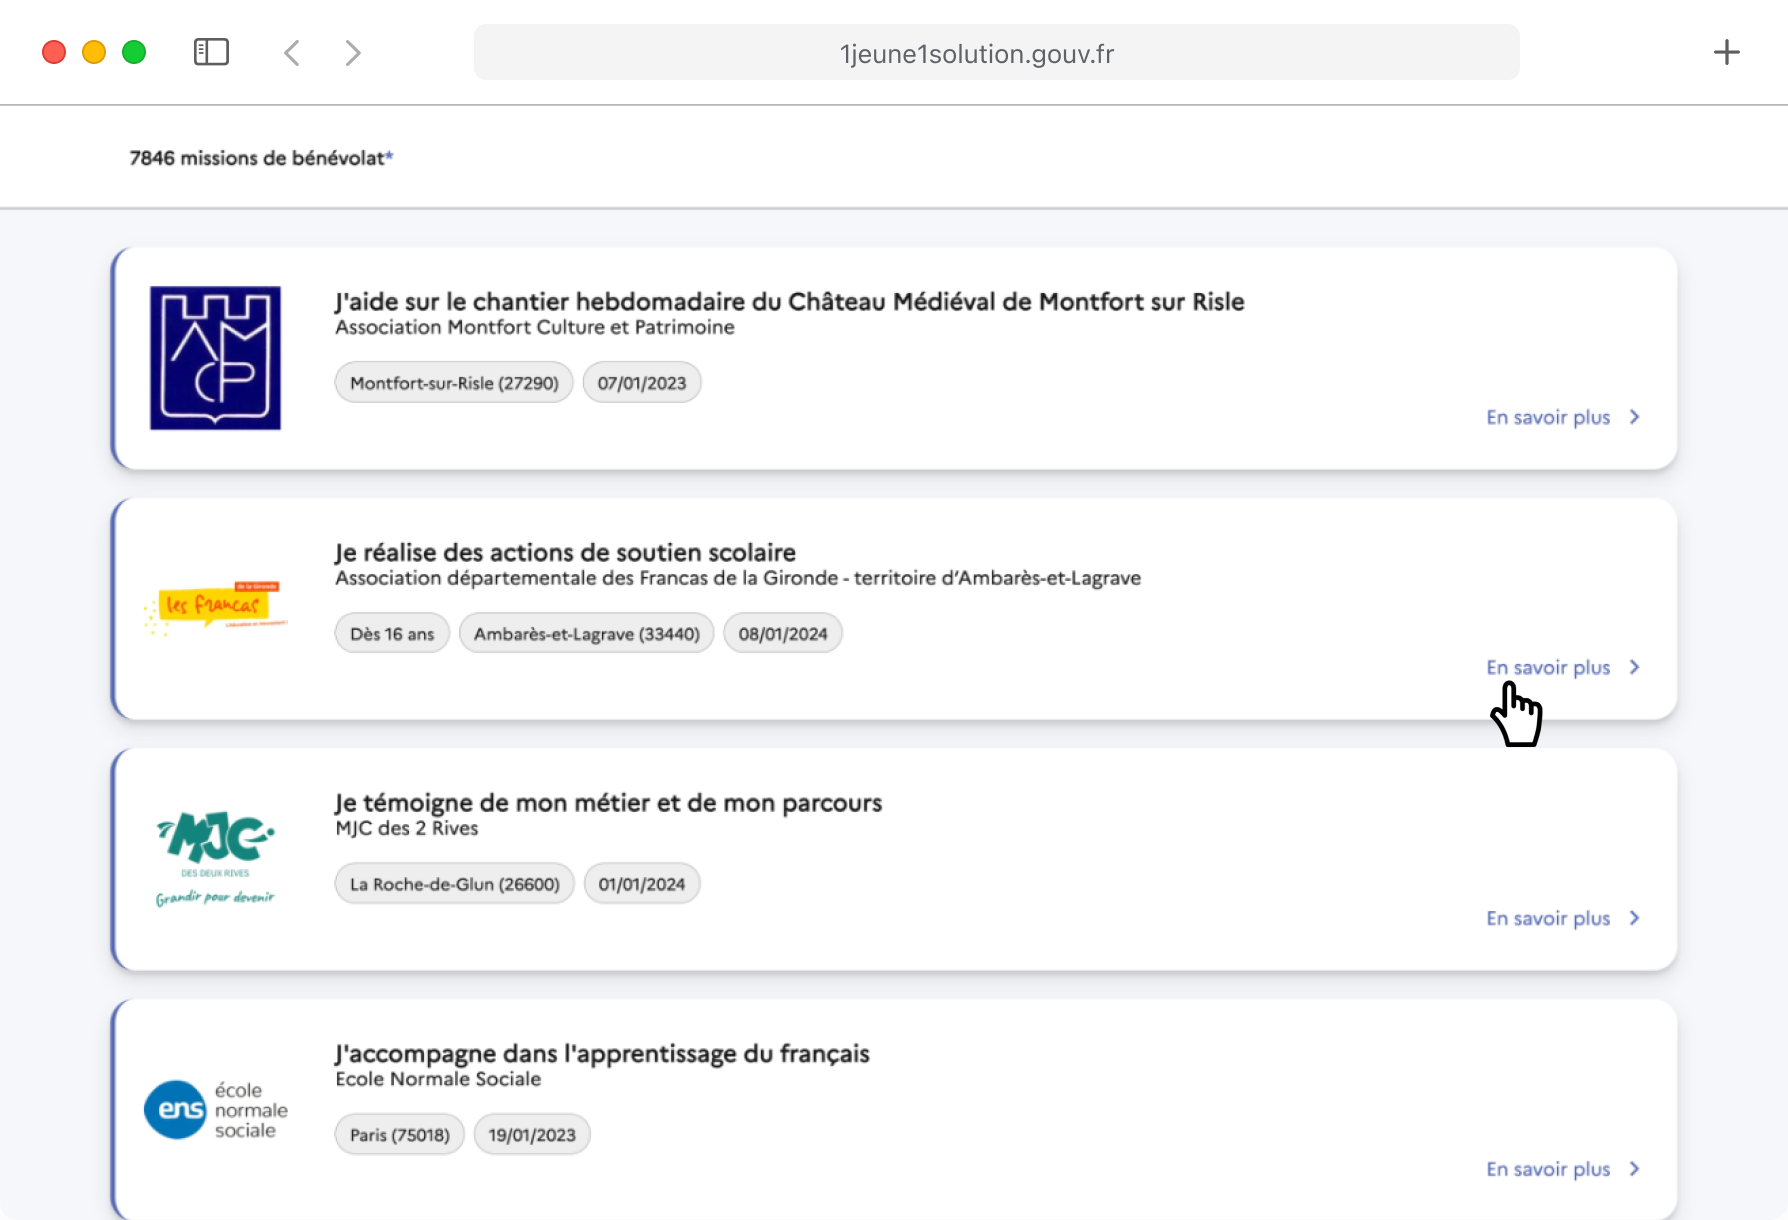 1jeune1solution.gouv.fr
7846 missions de bénévolat*
AMCP
J'aide sur le chantier hebdomadaire du Château Médiéval de Montfort sur Risle
Association Montfort Culture et Patrimoine
Montfort-sur-Risle (27290)
07/01/2023
En savoir plus
de la Gironde
les francas
Je réalise des actions de soutien scolaire
Association départementale des Francas de la Gironde - territoire d’Ambarès-et-Lagrave
Dès 16 ans
Ambarès-et-Lagrave (33440)
08/01/2024
En savoir plus
MJC
DES DEUX RIVES
Grandir pour devenir
Je témoigne de mon métier et de mon parcours
MJC des 2 Rives
La Roche-de-Glun (26600)
01/01/2024
En savoir plus
ens
école
normale
sociale
J'accompagne dans l'apprentissage du français
Ecole Normale Sociale
Paris (75018)
19/01/2023
En savoir plus